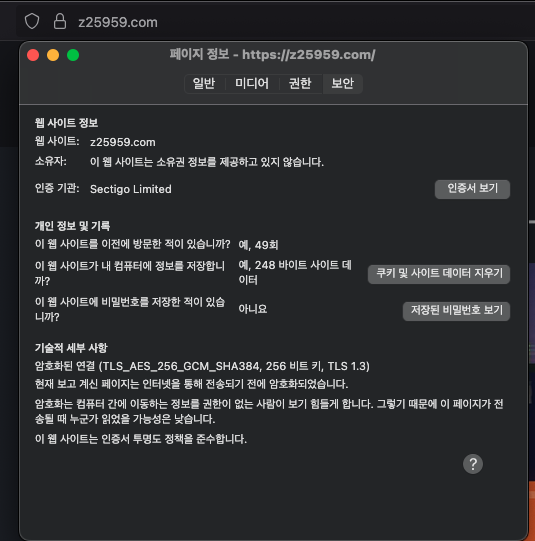 z25959.com
페이지 정보 - https://z25959.com/
일반 미디어 권한 보안
웹 사이트 정보
웹 사이트: z25959.com
소유자: 이 웹 사이트는 소유권 정보를 제공하고 있지 않습니다.
인증 기관: Sectigo Limited 인증서 보기
개인 정보 및 기록
이 웹 사이트를 이전에 방문한 적이 있습니까? 예, 49회
이 웹 사이트가 내 컴퓨터에 정보를 저장합니
까?
예, 248 바이트 사이트 데
이터
쿠키 및 사이트 데이터 지우기
이 웹 사이트에 비밀번호를 저장한 적이 있습
니까?
아니요
저장된 비밀번호 보기
기술적 세부 사항
암호화된 연결 (TLS_AES_256_GCM_SHA384, 256 비트 키, TLS 1.3)
현재 보고 계신 페이지는 인터넷을 통해 전송되기 전에 암호화되었습니다.
암호화는 컴퓨터 간에 이동하는 정보를 권한이 없는 사람이 보기 힘들게 합니다. 그렇기 때문에 이 페이지가 전
송될 때 누군가 읽었을 가능성은 낮습니다.
이 웹 사이트는 인증서 투명도 정책을 준수합니다.
?